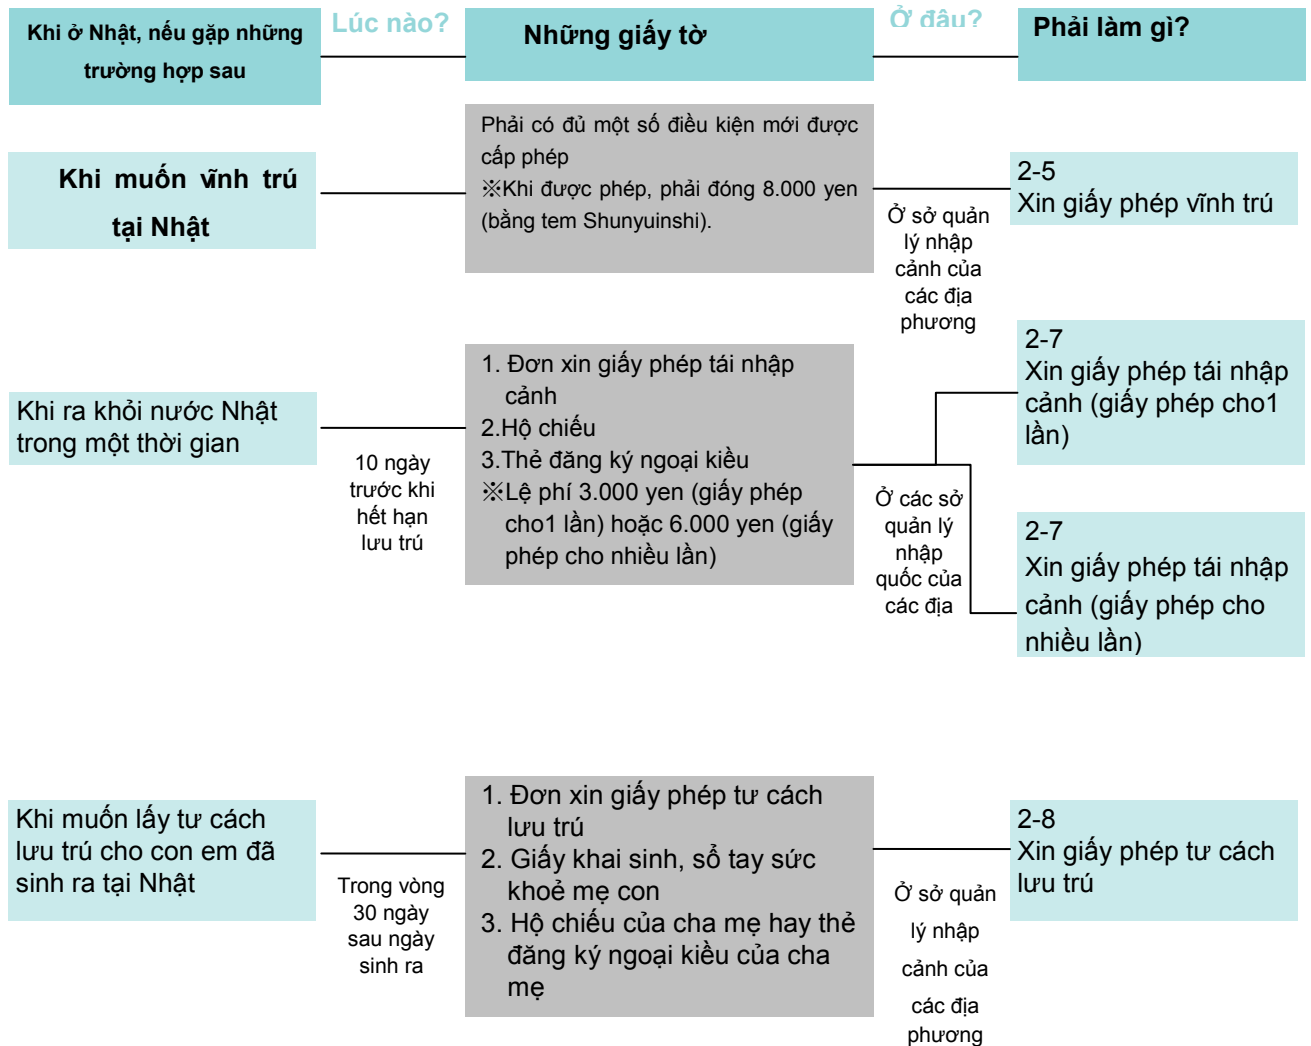 Khi ở Nhật, nếu gặp những
trường hợp sau
Lúc nào?
Những giấy tờ
Ở đâu?
Phải làm gì?
Khi muốn vĩnh trú
tại Nhật
Phải có đủ một số điều kiện mới được
cấp phép
※Khi được phép, phải đóng 8.000 yen
(bằng tem Shunyuinshi).
Ở sở quản
lý nhập
cảnh của
các địa
phương
2-5
Xin giấy phép vĩnh trú
Khi ra khỏi nước Nhật
trong một thời gian
10 ngày
trước khi
hết hạn
lưu trú
1. Đơn xin giấy phép tái nhập
cảnh
2.Hộ chiếu
3.Thẻ đăng ký ngoại kiều
※Lệ phí 3.000 yen (giấy phép
cho1 lần) hoặc 6.000 yen (giấy
phép cho nhiều lần)
Ở các sở
quản lý
nhập
quốc của
các địa
2-7
Xin giấy phép tái nhập
cảnh (giấy phép cho1
lần)
2-7
Xin giấy phép tái nhập
cảnh (giấy phép cho
nhiều lần)
Khi muốn lấy tư cách
lưu trú cho con em đã
sinh ra tại Nhật
Trong vòng
30 ngày
sau ngày
sinh ra
1. Đơn xin giấy phép tư cách
lưu trú
2. Giấy khai sinh, sổ tay sức
khoẻ mẹ con
3. Hộ chiếu của cha mẹ hay thẻ
đăng ký ngoại kiều của cha
mẹ
Ở sở quản
lý nhập
cảnh của
các địa
phương
2-8
Xin giấy phép tư cách
lưu trú